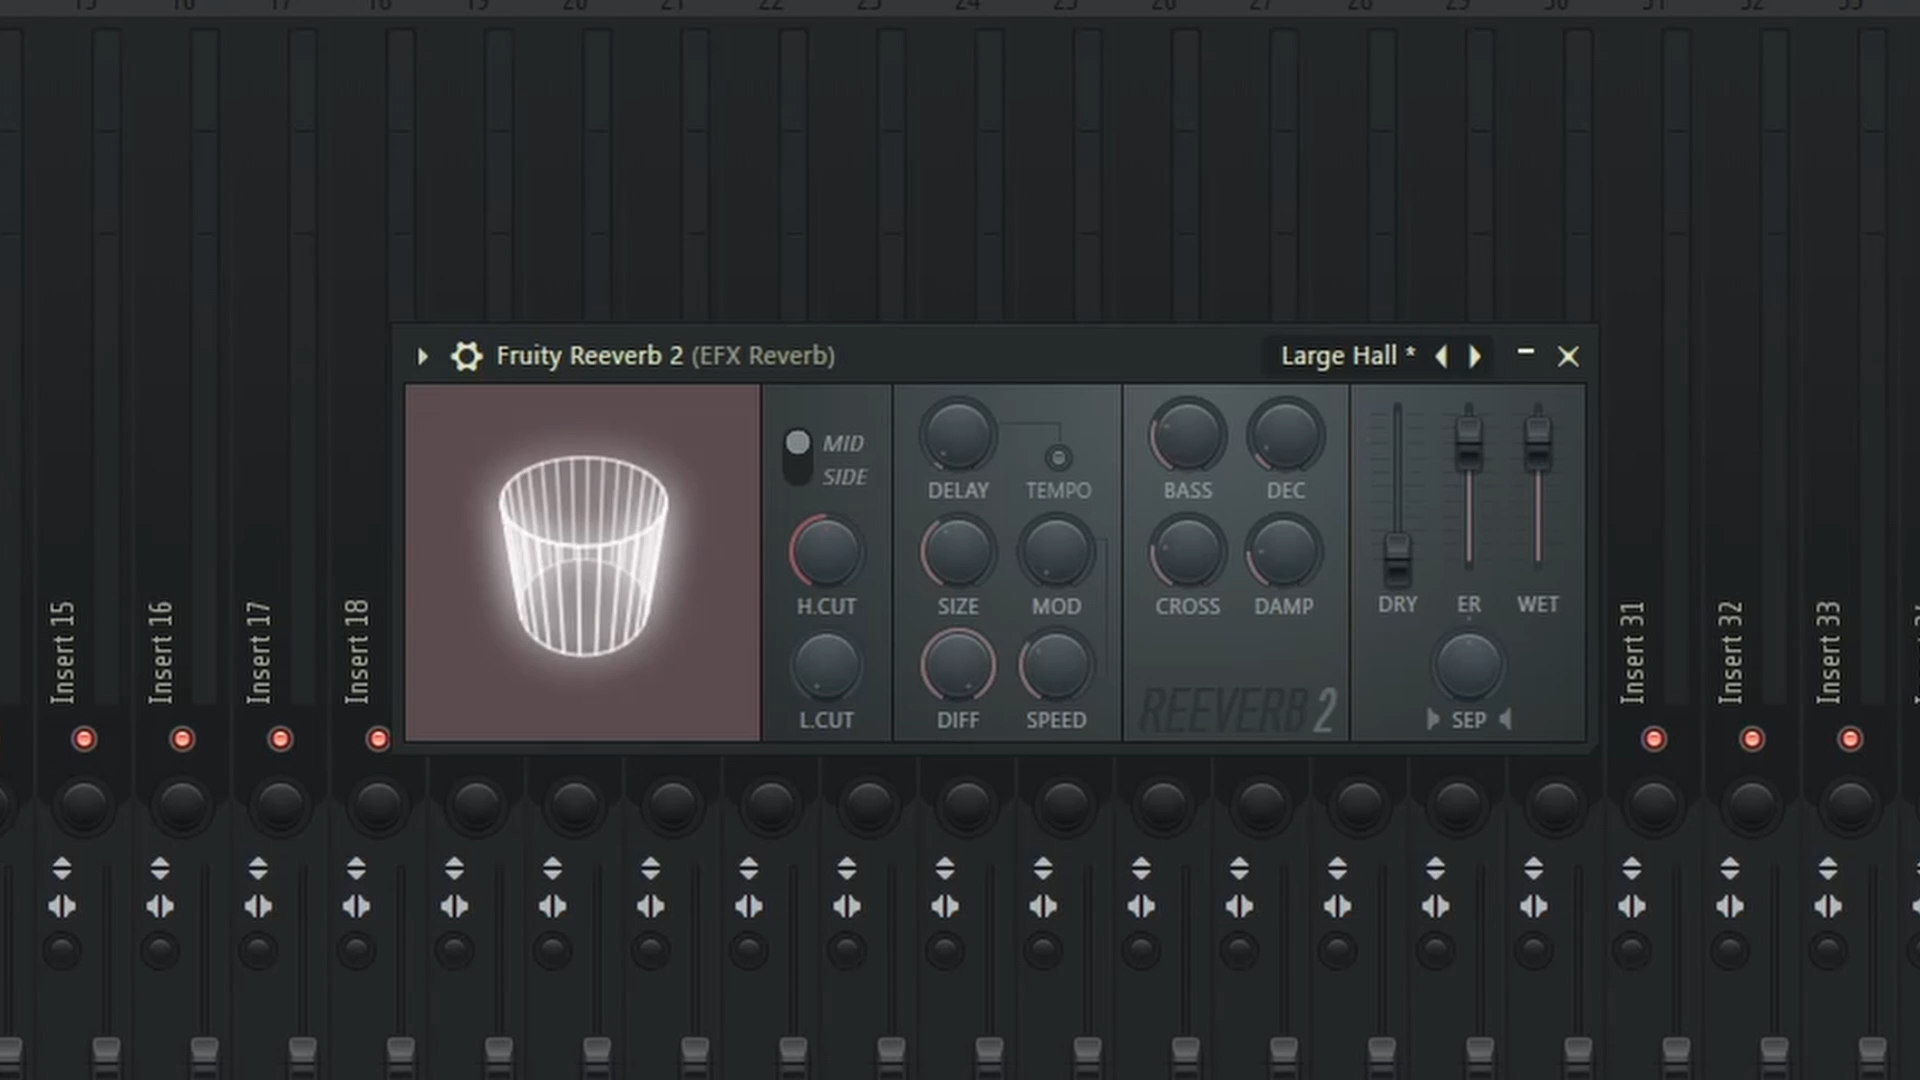 Fruity Reeverb 2 (EFX Reverb)
Large Hall *
MID
SIDE
H.CUT
L.CUT
DELAY
TEMPO
SIZE
MOD
DIFF
SPEED
BASS
DEC
CROSS
DAMP
REEVERB 2
DRY
ER
WET
SEP
Insert 15
Insert 16
Insert 17
Insert 18
Insert 31
Insert 32
Insert 33